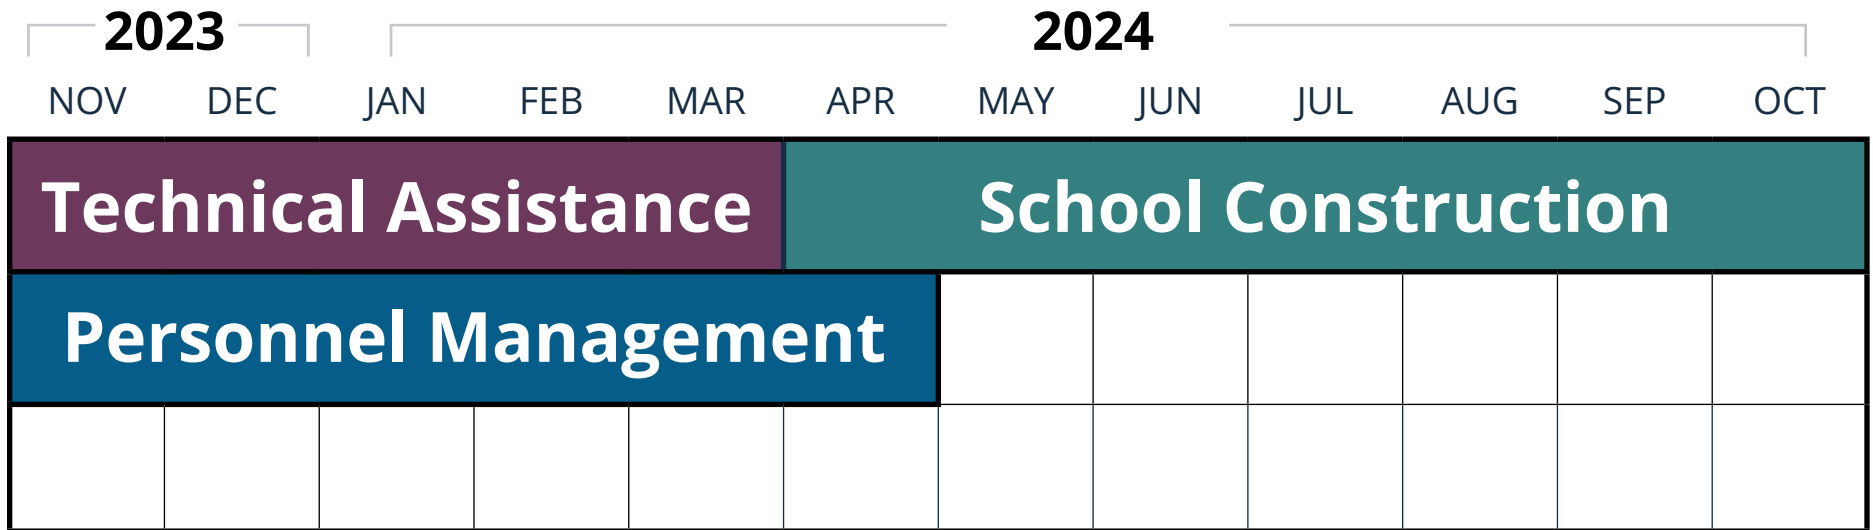 2023 2024
NOV DEC JAN FEB MAR APR MAY JUN JUL AUG SEP OCT
Technical Assistance School Construction
Personnel Management